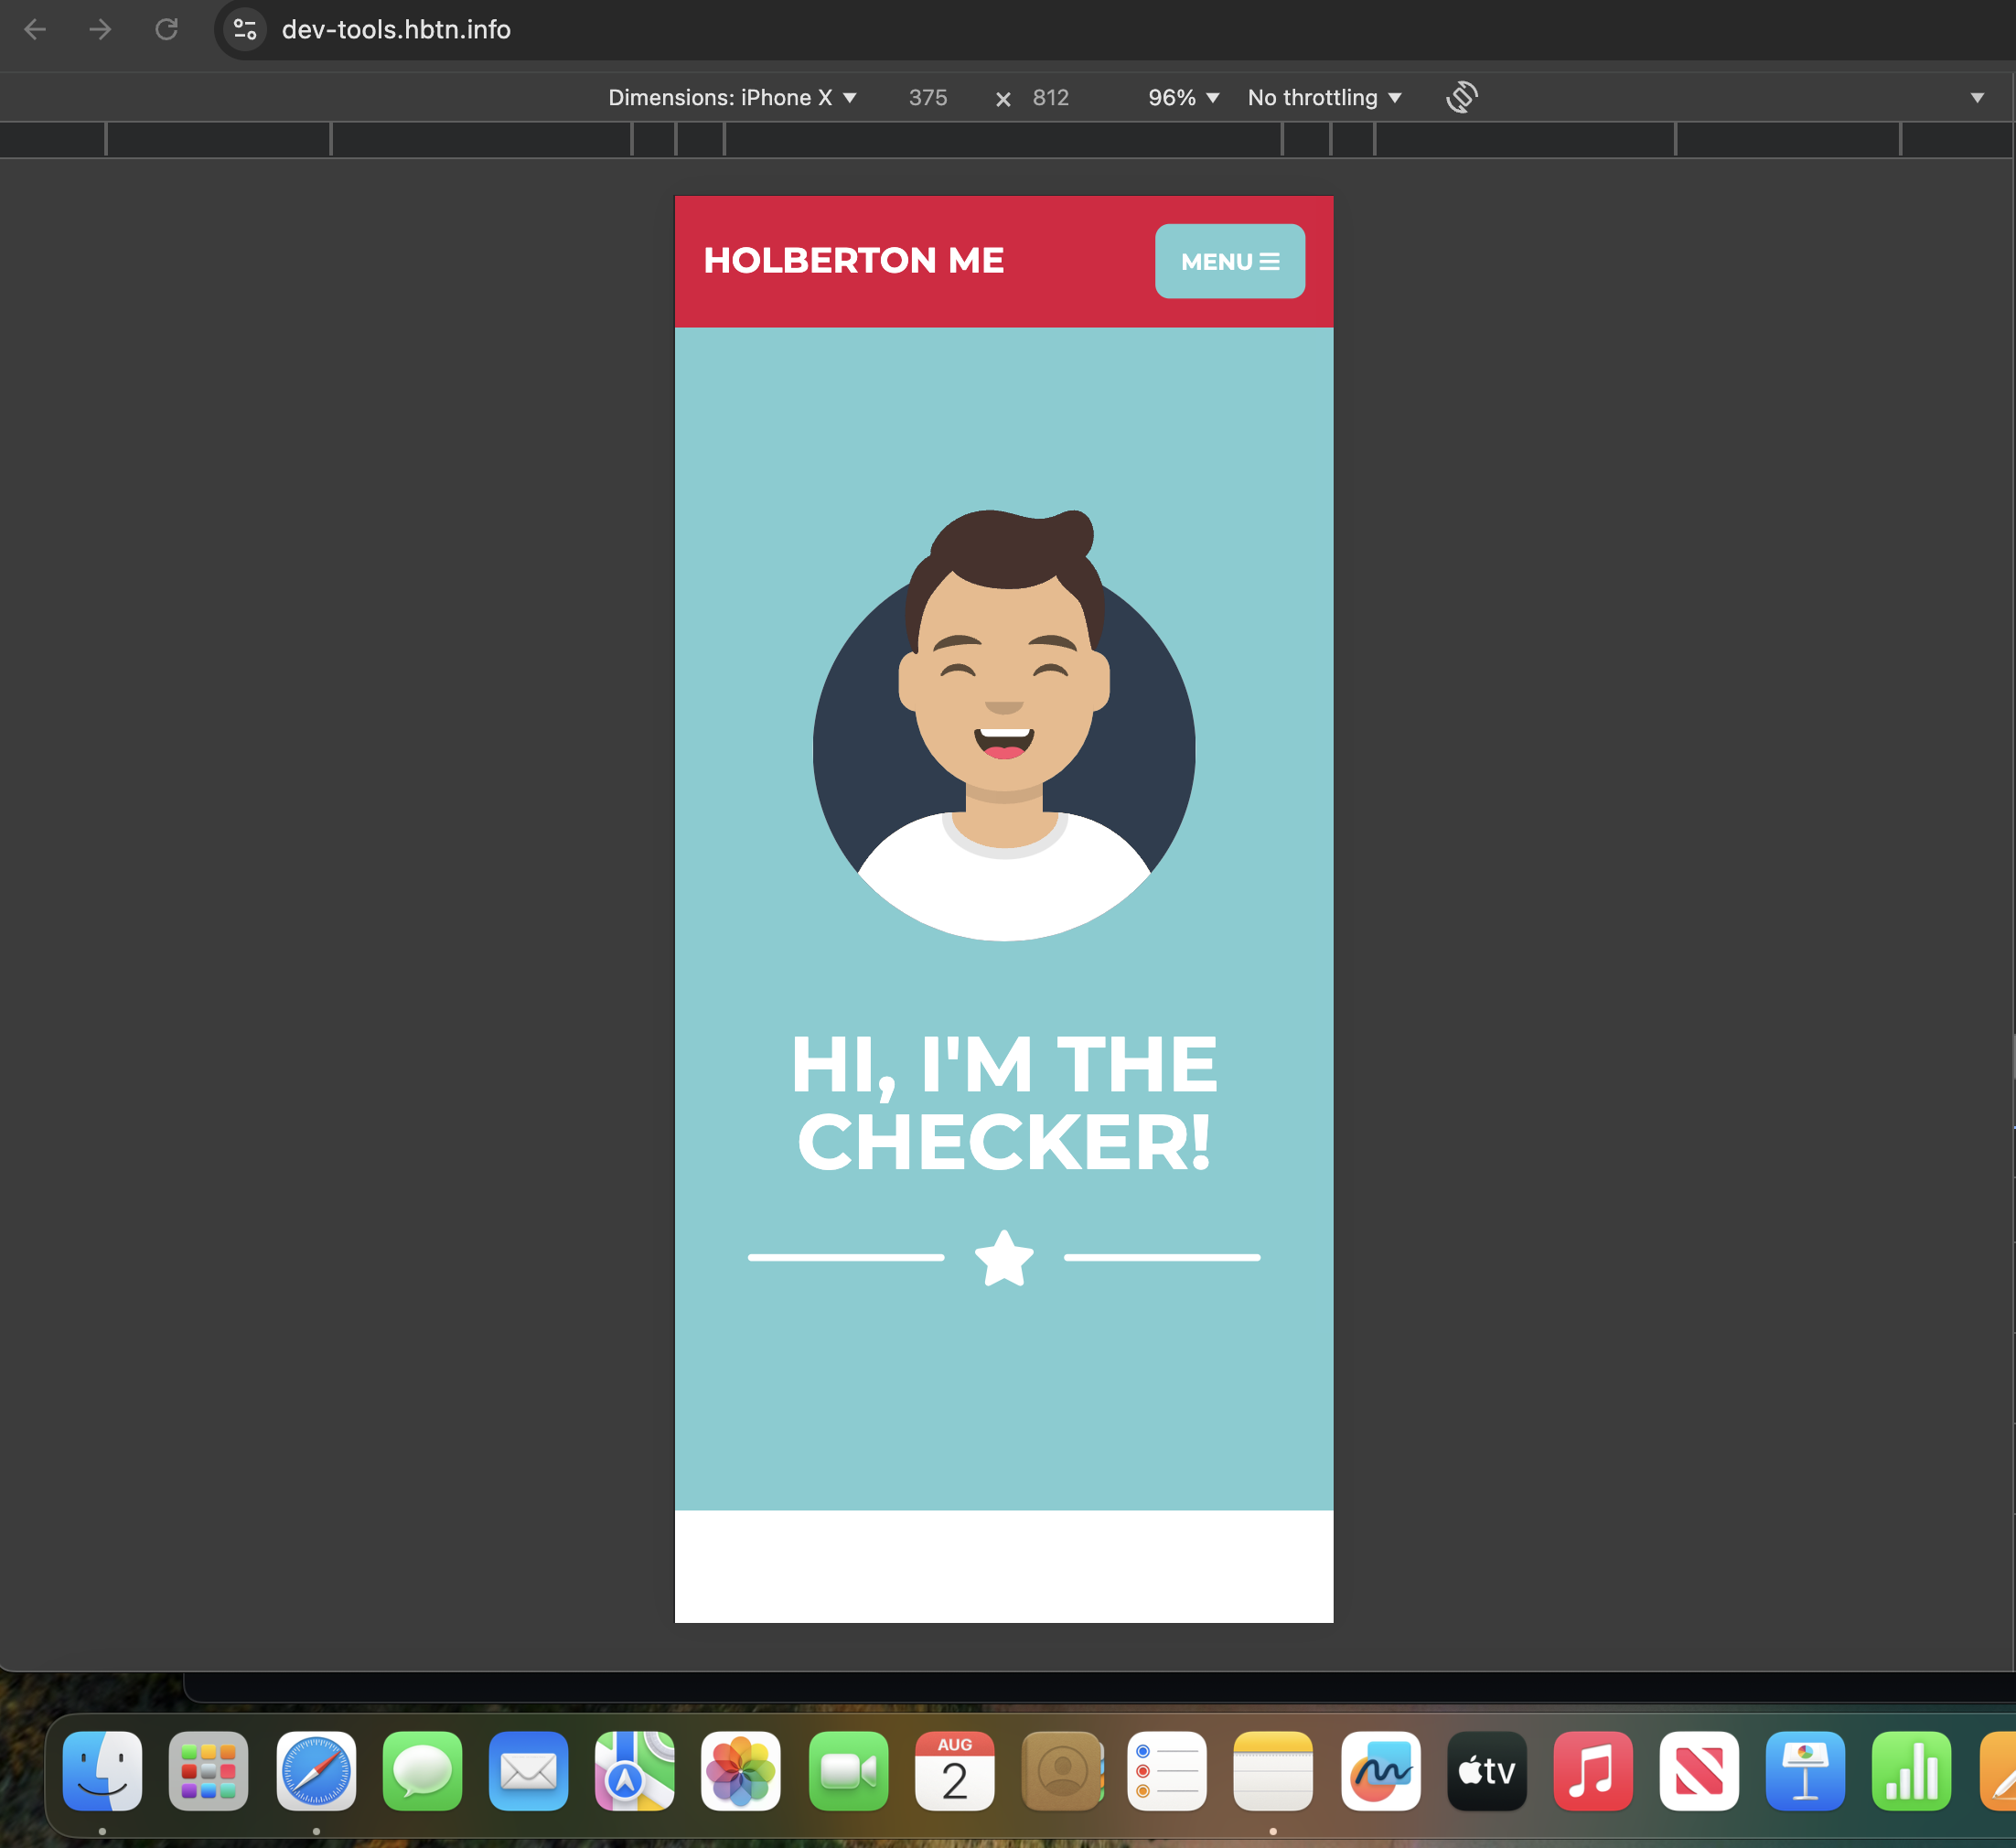 dev-tools.hbtn.info
Dimensions: iPhone X 375 × 812 96% No throttling
HOLBERTON ME
MENU
HI, I'M THE
CHECKER!
AUG
2
tv